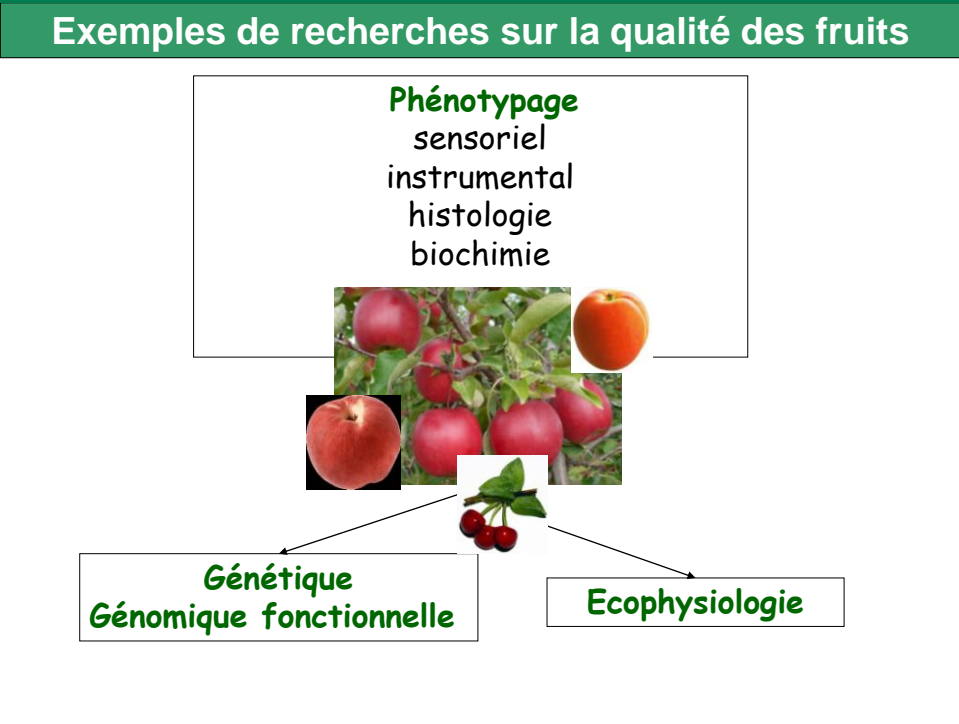 Exemples de recherches sur la qualité des fruits
Phénotypage
sensoriel
instrumental
histologie
biochimie
Génétique
Génomique fonctionnelle
Ecophysiologie